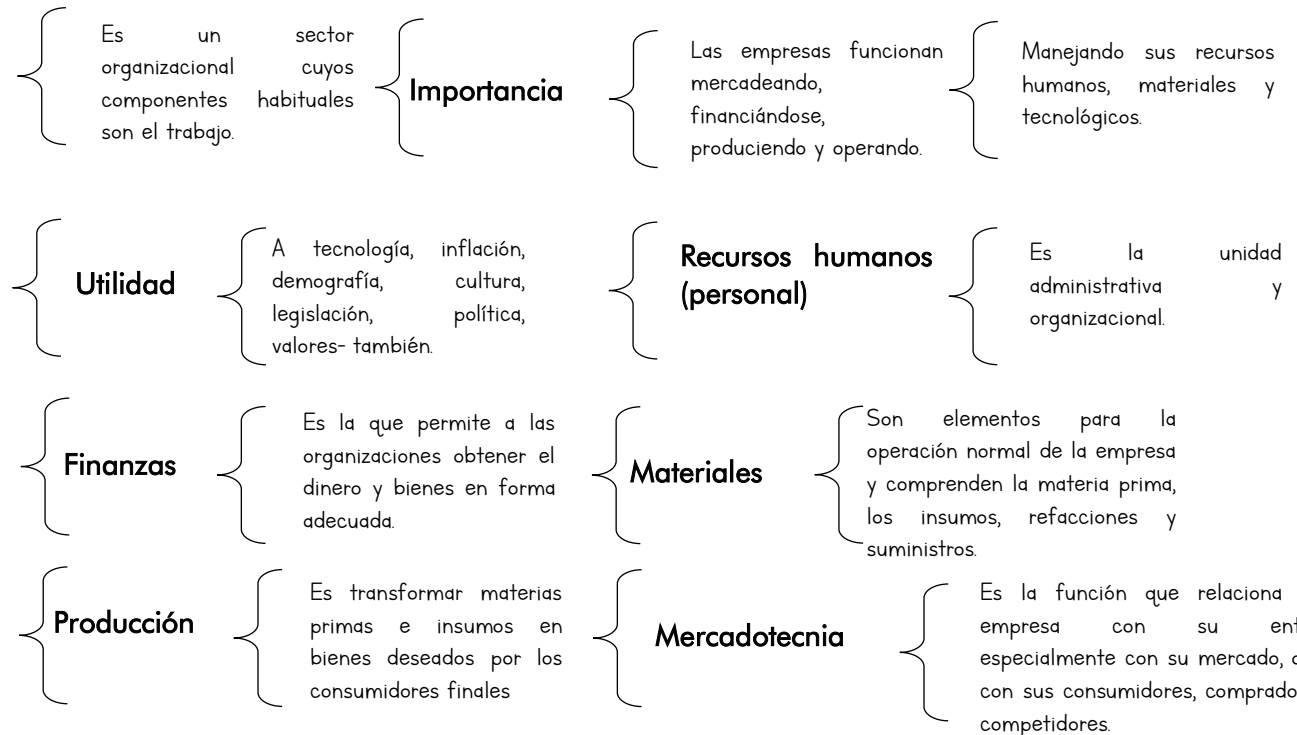 Es un sector
organizacional cuyos
componentes habituales
son el trabajo.
Importancia
Las empresas funcionan
mercadeando,
financiándose,
produciendo y operando.
Manejando sus recursos
humanos, materiales y
tecnológicos.
Utilidad
A tecnología, inflación,
demografía, cultura,
legislación, política,
valores- también.
Recursos humanos
(personal)
Es la unidad
administrativa y
organizacional.
Finanzas
Es la que permite a las
organizaciones obtener el
dinero y bienes en forma
adecuada.
Materiales
Son elementos para la
operación normal de la empresa
y comprenden la materia prima,
los insumos, refacciones y
suministros.
Producción
Es transformar materias
primas e insumos en
bienes deseados por los
consumidores finales
Mercadotecnia
Es la función que relaciona
empresa con su
especialmente con su mercado,
con sus consumidores,
competidores.